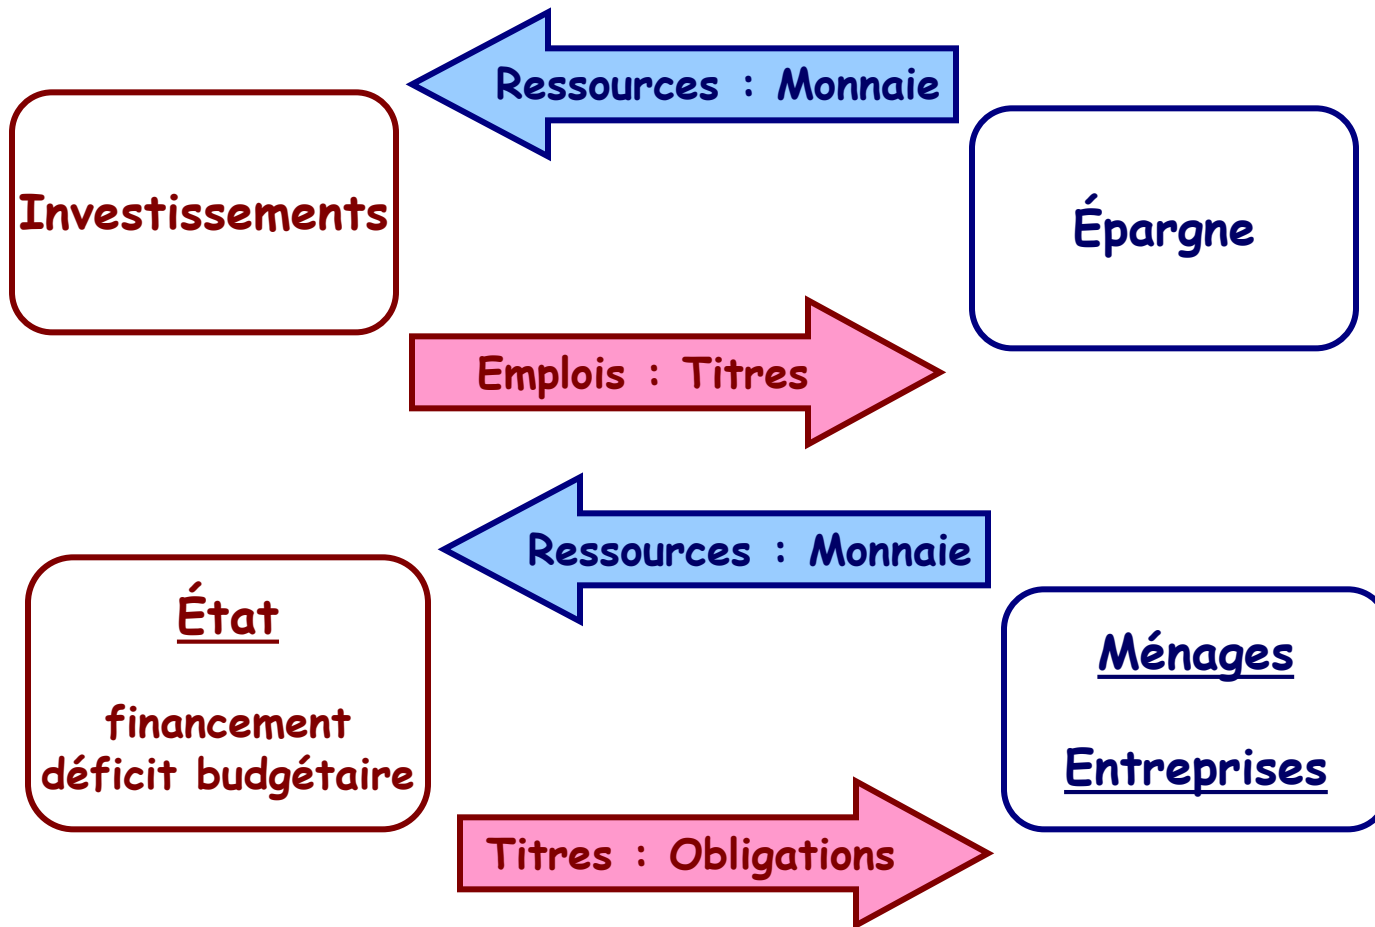 Ressources : Monnaie
Investissements
Épargne
Emplois : Titres
Ressources : Monnaie
État
financement
déficit budgétaire
Ménages
Entreprises
Titres : Obligations